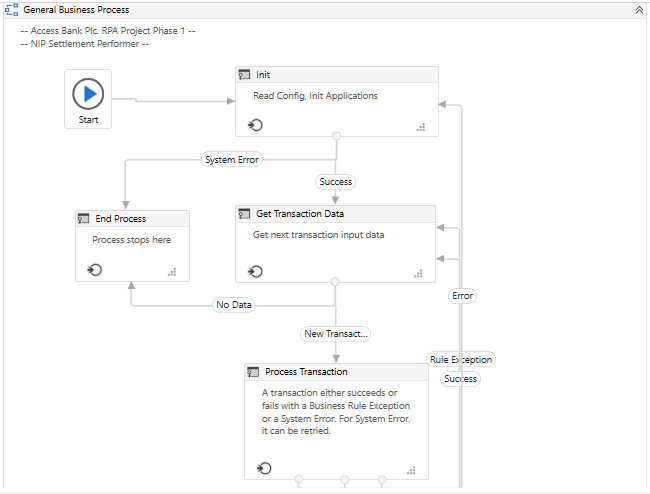 General Business Process
-- Access Bank Plc. RPA Project Phase 1 --
-- NIP Settlement Performer --
Start
Init
Read Config, Init Applications
System Error
Success
End Process
Process stops here
Get Transaction Data
Get next transaction input data
No Data
Error
New Transact...
Rule Exception
Success
Process Transaction
A transaction either succeeds or
fails with a Business Rule Exception
or a System Error. For System Error,
it can be retried.